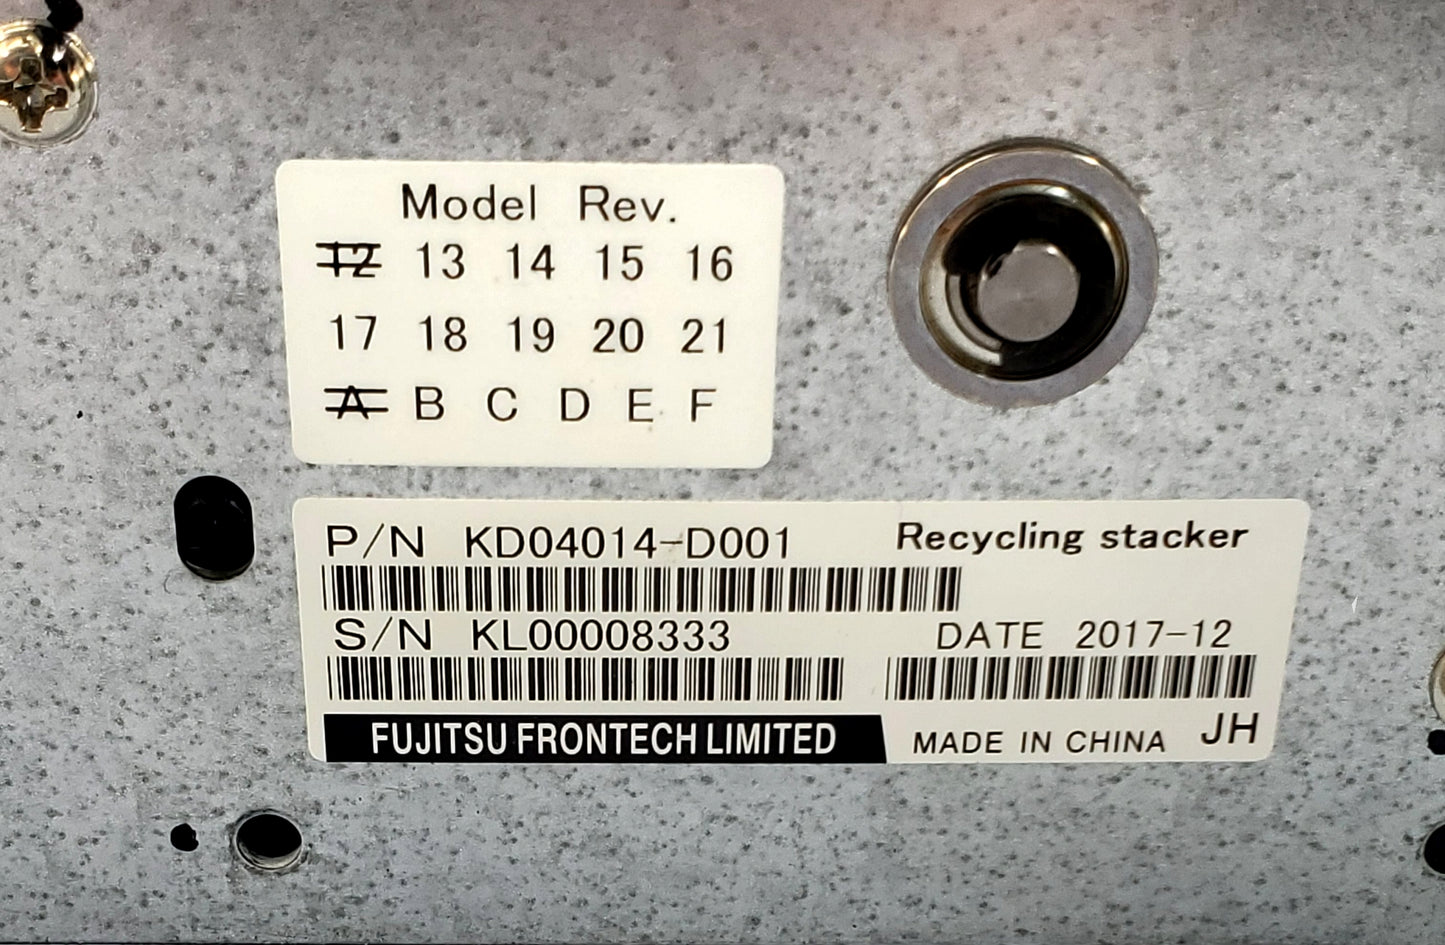 Model Rev.
12 13 14 15 16
17 18 19 20 21
A B C D E F
P/N KD04014-D001 Recycling stacker
S/N KL00008333 DATE 2017-12
FUJITSU FRONTECH LIMITED MADE IN CHINA JH